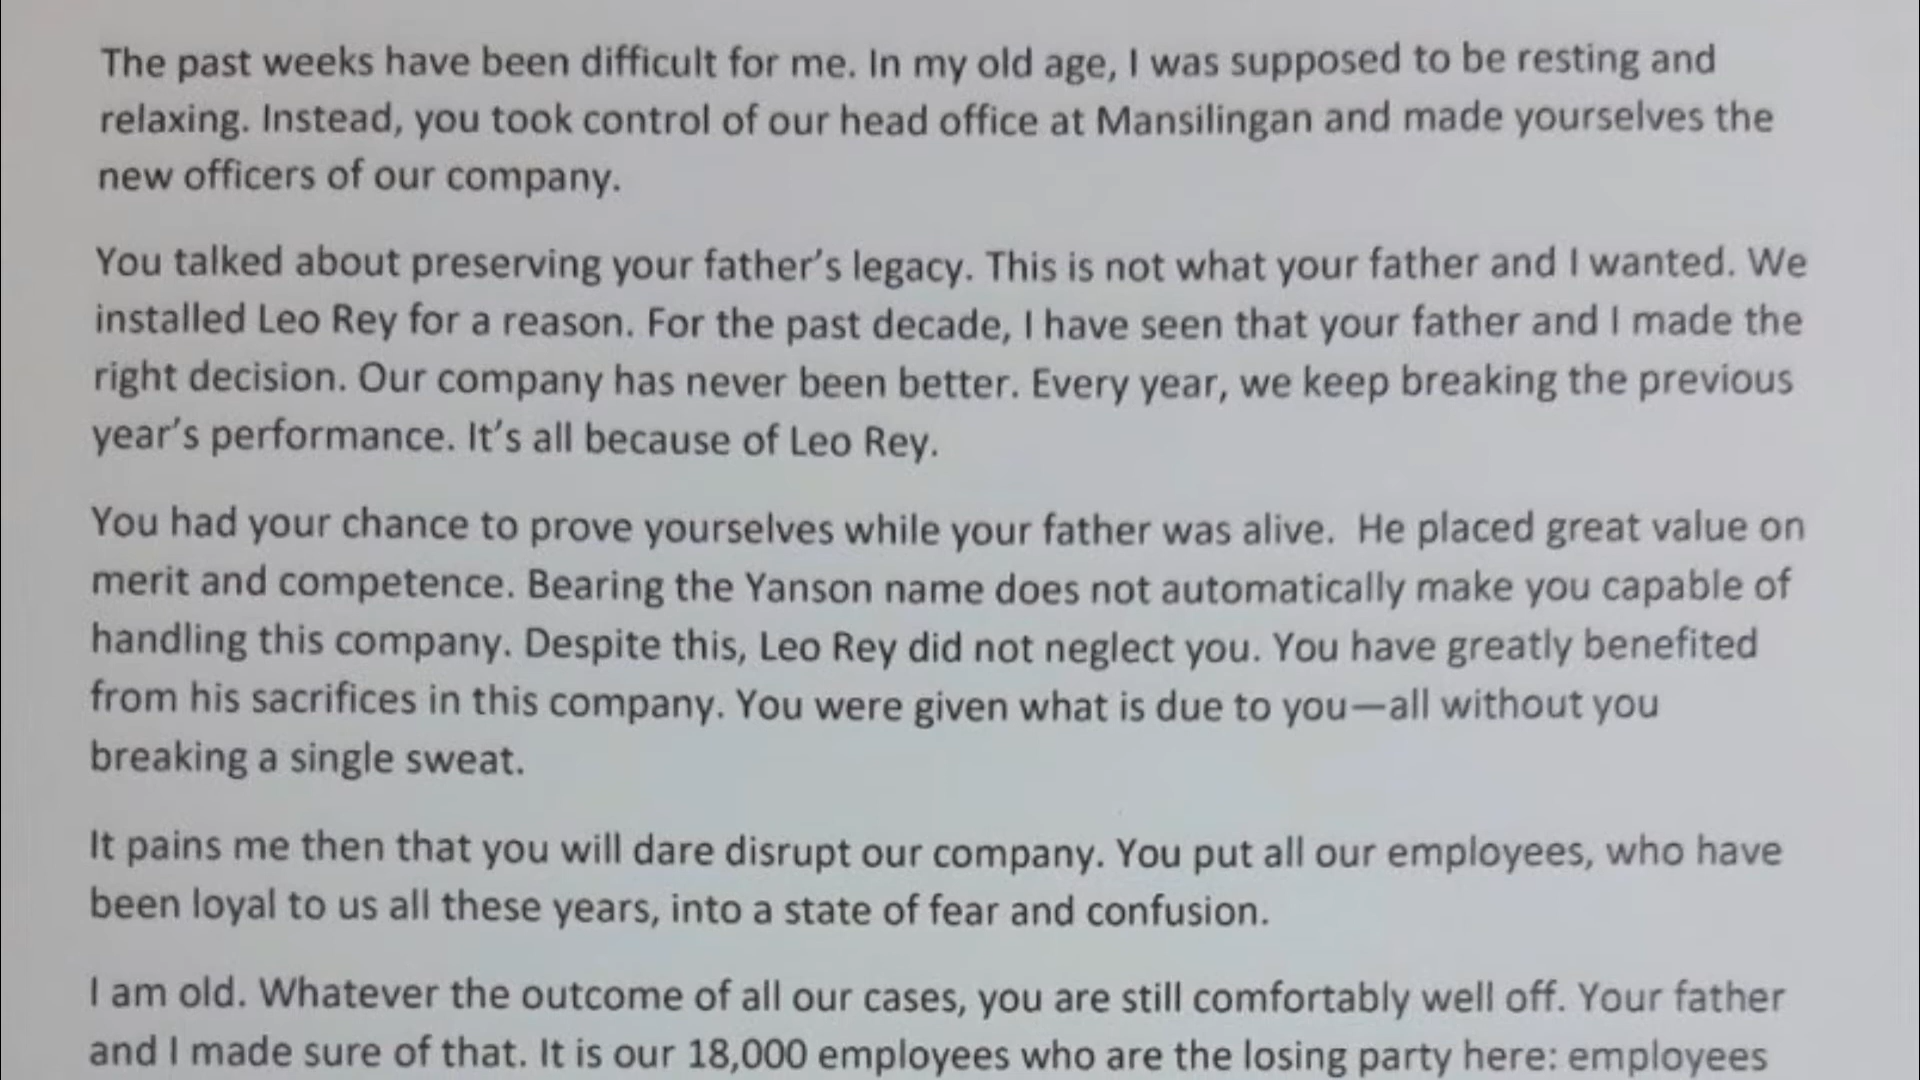 The past weeks have been difficult for me. In my old age, I was supposed to be resting and
relaxing. Instead, you took control of our head office at Mansilingan and made yourselves the
new officers of our company.
You talked about preserving your father's legacy. This is not what your father and I wanted. We
installed Leo Rey for a reason. For the past decade, I have seen that your father and I made the
right decision. Our company has never been better. Every year, we keep breaking the previous
year's performance. It's all because of Leo Rey.
You had your chance to prove yourselves while your father was alive.  He placed great value on
merit and competence. Bearing the Yanson name does not automatically make you capable of
handling this company. Despite this, Leo Rey did not neglect you. You have greatly benefited
from his sacrifices in this company. You were given what is due to you—all without you
breaking a single sweat.
It pains me then that you will dare disrupt our company. You put all our employees, who have
been loyal to us all these years, into a state of fear and confusion.
I am old. Whatever the outcome of all our cases, you are still comfortably well off. Your father
and I made sure of that. It is our 18,000 employees who are the losing party here: employees